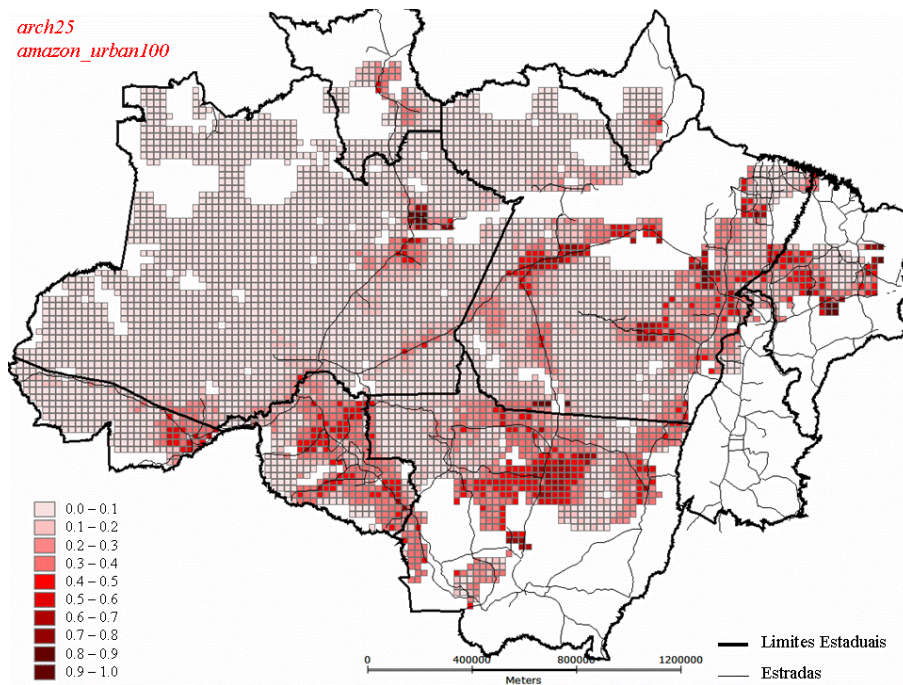 arch25
amazon_urban100
0.0 – 0.1
0.1 – 0.2
0.2 – 0.3
0.3 – 0.4
0.4 – 0.5
0.5 – 0.6
0.6 – 0.7
0.7 – 0.8
0.8 – 0.9
0.9 – 1.0
0 400000 800000 1200000
Meters
Limites Estaduais
Estradas